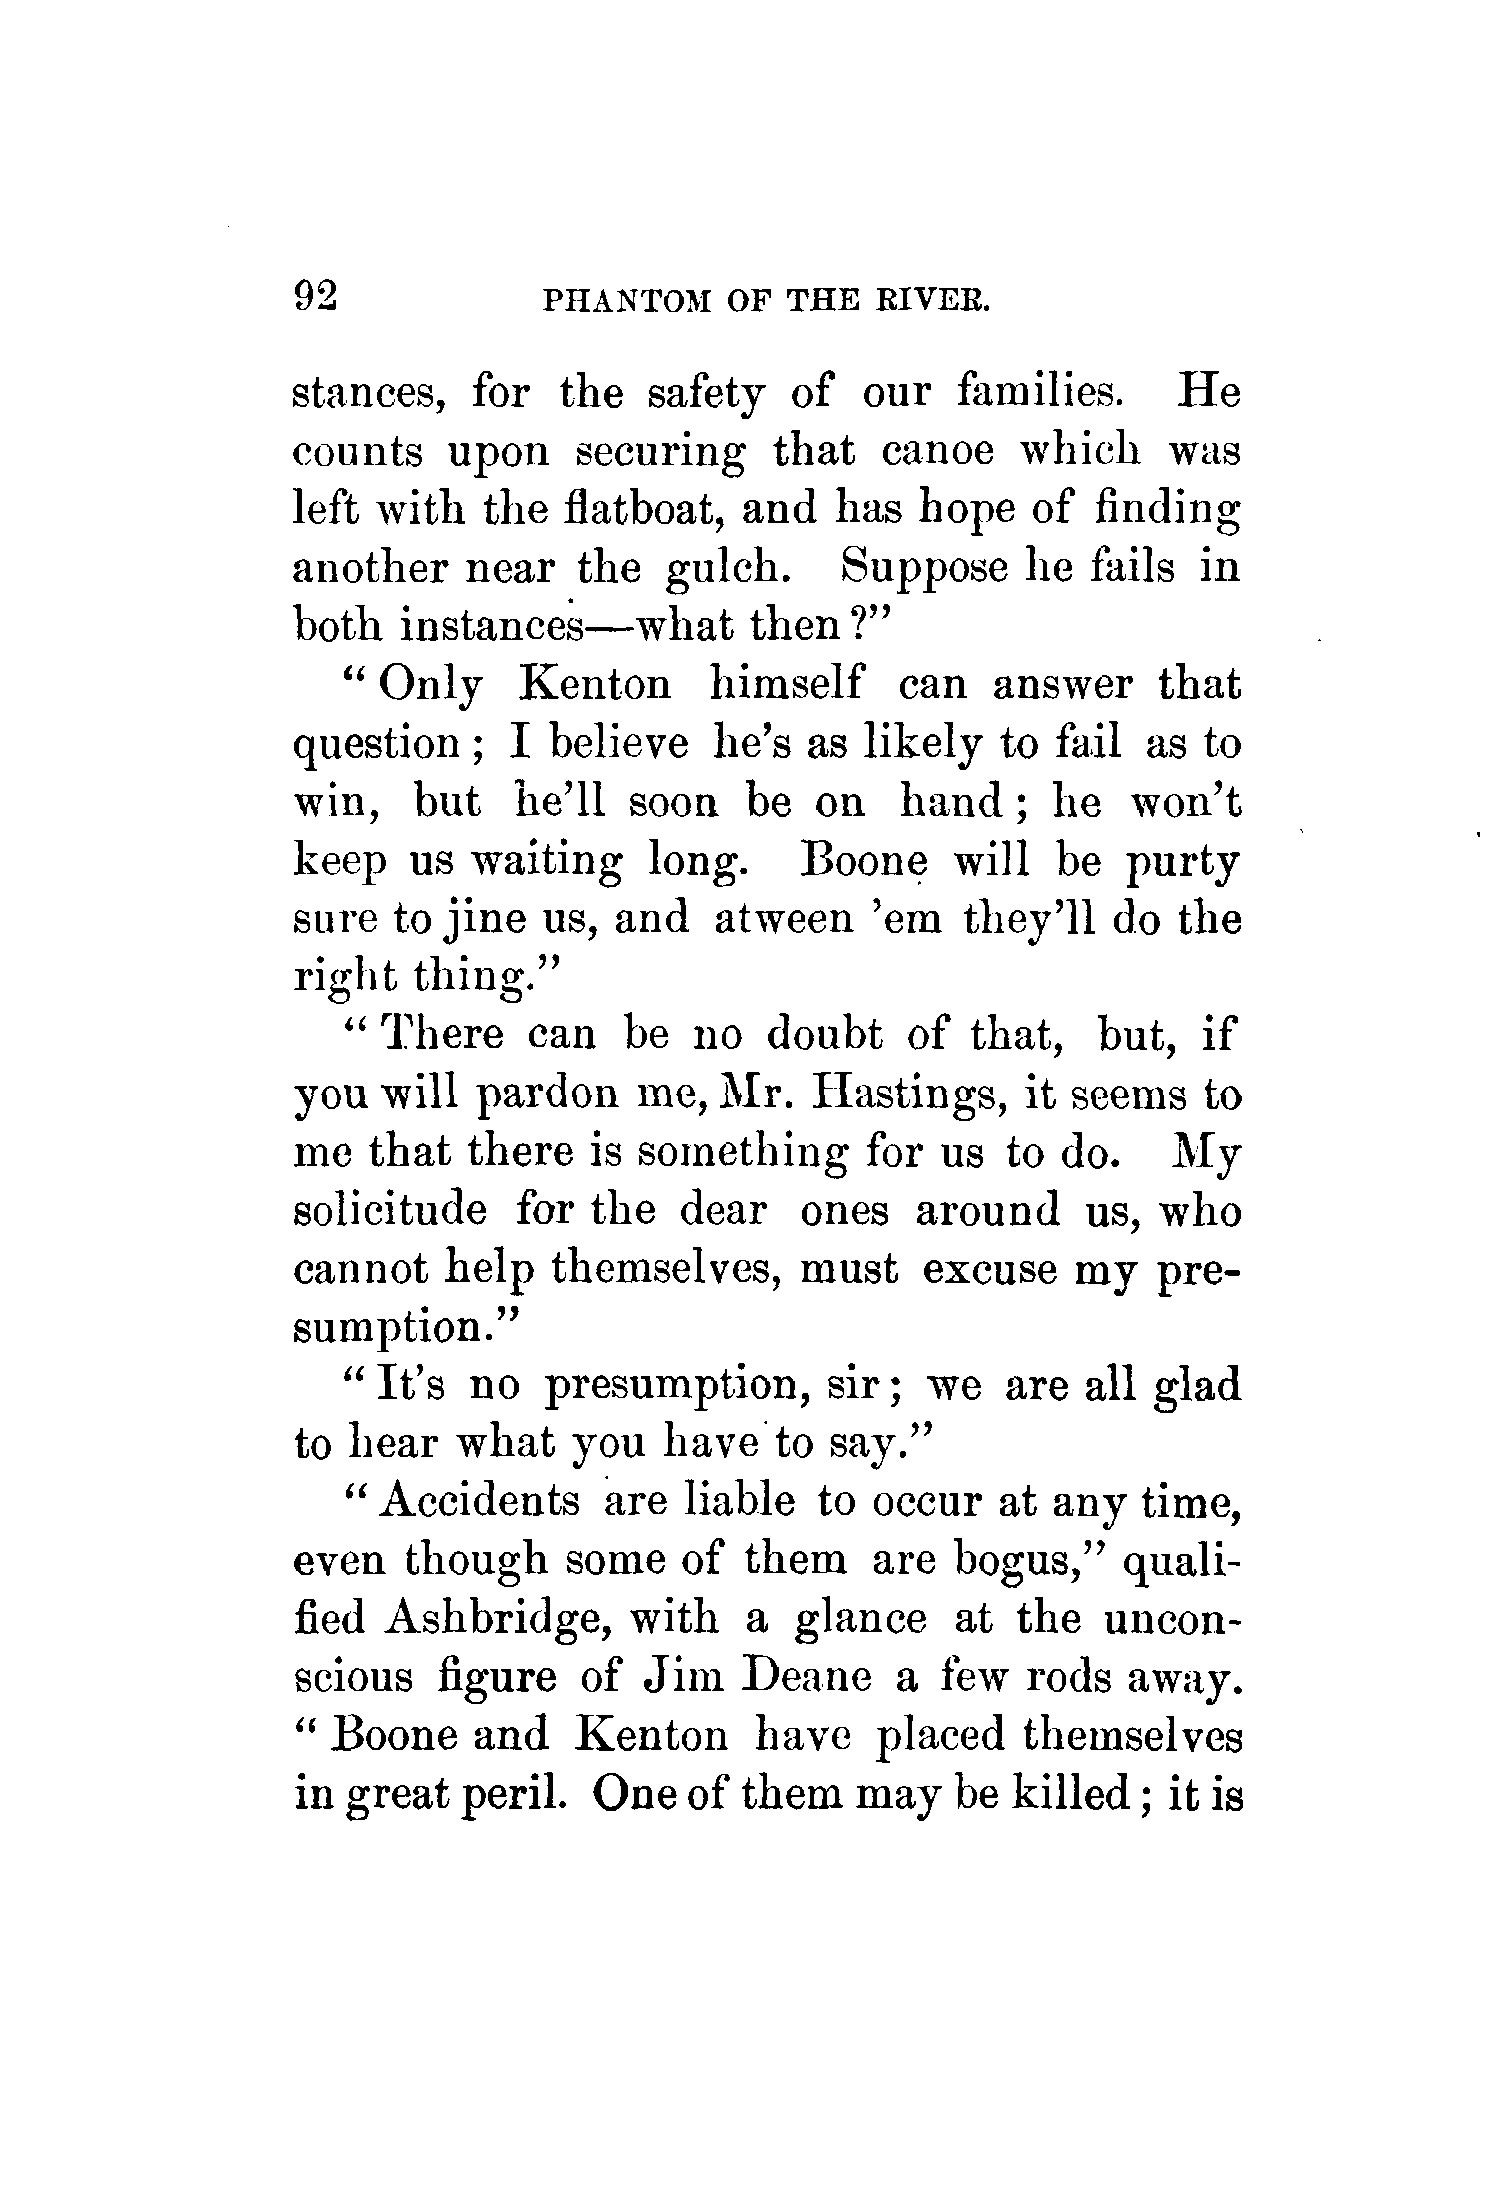 92 PHANTOM OF THE RIVER.
stances, for the safety of our families. He
counts upon securing that canoe which was
left with the flatboat, and has hope of finding
another near the gulch. Suppose he fails in
both instances—what then?”
“Only Kenton himself can answer that
question; I believe he’s as likely to fail as to
win, but he’ll soon be on hand; he won’t
keep us waiting long. Boone will be purty
sure to jine us, and atween ’em they’ll do the
right thing.”
“There can be no doubt of that, but, if
you will pardon me, Mr. Hastings, it seems to
me that there is something for us to do. My
solicitude for the dear ones around us, who
cannot help themselves, must excuse my pre-
sumption.”
“It’s no presumption, sir; we are all glad
to hear what you have to say.”
“Accidents are liable to occur at any time,
even though some of them are bogus,” quali-
fied Ashbridge, with a glance at the uncon-
scious figure of Jim Deane a few rods away.
“Boone and Kenton have placed themselves
in great peril. One of them may be killed; it is